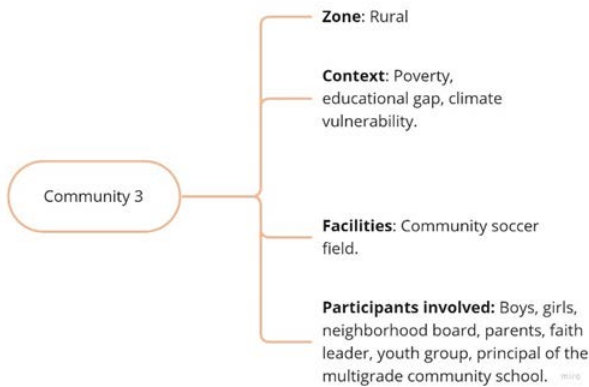 Zone: Rural
Context: Poverty,
educational gap, climate
vulnerability.
Community 3
Facilities: Community soccer
field.
Participants involved: Boys, girls,
neighborhood board, parents, faith
leader, youth group, principal of the
multigrade community school.
miro